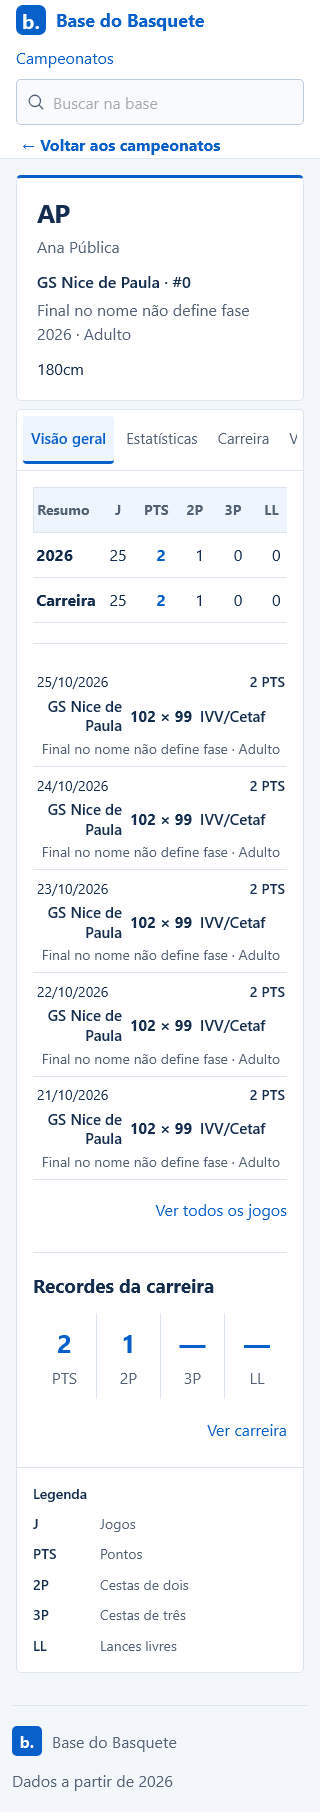 b. Base do Basquete
Campeonatos
Buscar na base
← Voltar aos campeonatos
AP
Ana Pública
GS Nice de Paula · #0
Final no nome não define fase
2026 · Adulto
180cm
Visão geral Estatísticas Carreira V
Resumo J PTS 2P 3P LL
2026 25 2 1 0 0
Carreira 25 2 1 0 0
25/10/2026 2 PTS
GS Nice de
Paula 102 × 99 IVV/Cetaf
Final no nome não define fase · Adulto
24/10/2026 2 PTS
GS Nice de
Paula 102 × 99 IVV/Cetaf
Final no nome não define fase · Adulto
23/10/2026 2 PTS
GS Nice de
Paula 102 × 99 IVV/Cetaf
Final no nome não define fase · Adulto
22/10/2026 2 PTS
GS Nice de
Paula 102 × 99 IVV/Cetaf
Final no nome não define fase · Adulto
21/10/2026 2 PTS
GS Nice de
Paula 102 × 99 IVV/Cetaf
Final no nome não define fase · Adulto
Ver todos os jogos
Recordes da carreira
2 1 — —
PTS 2P 3P LL
Ver carreira
Legenda
J Jogos
PTS Pontos
2P Cestas de dois
3P Cestas de três
LL Lances livres
b. Base do Basquete
Dados a partir de 2026